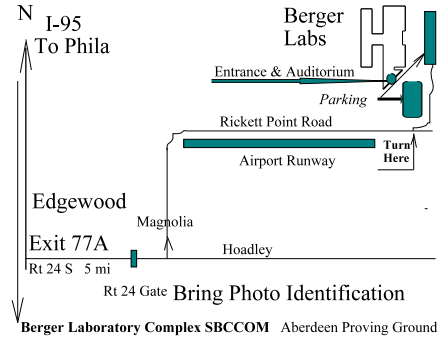 N
I-95
To Phila
Berger
Labs
Entrance & Auditorium
Parking
Rickett Point Road
Airport Runway
Turn
Here
Edgewood
Magnolia
Exit 77A
Hoadley
Rt 24 S 5 mi
Rt 24 Gate
Bring Photo Identification
Berger Laboratory Complex SBCCOM Aberdeen Proving Ground